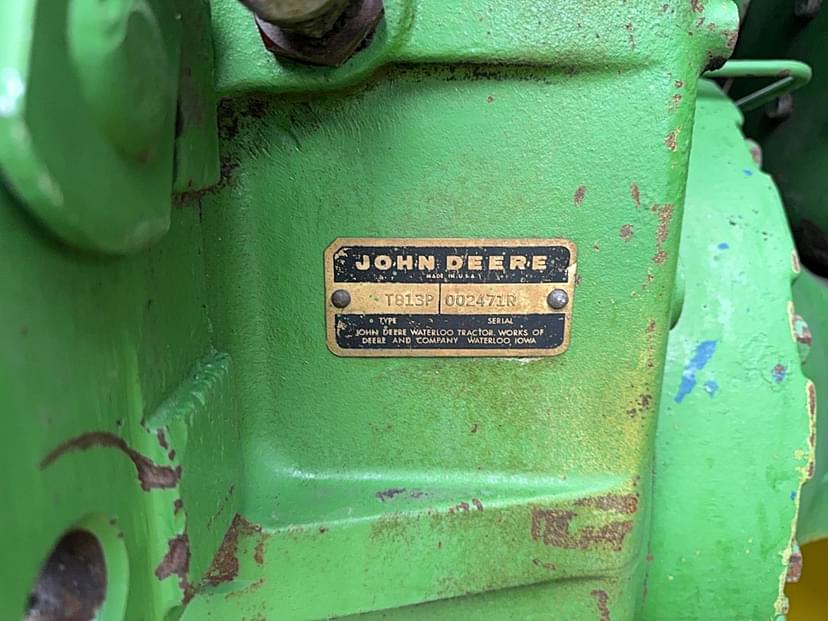 JOHN DEERE
MADE IN U.S.A.
T813P 002471R
TYPE SERIAL
JOHN DEERE WATERLOO TRACTOR WORKS OF
DEERE AND COMPANY WATERLOO, IOWA